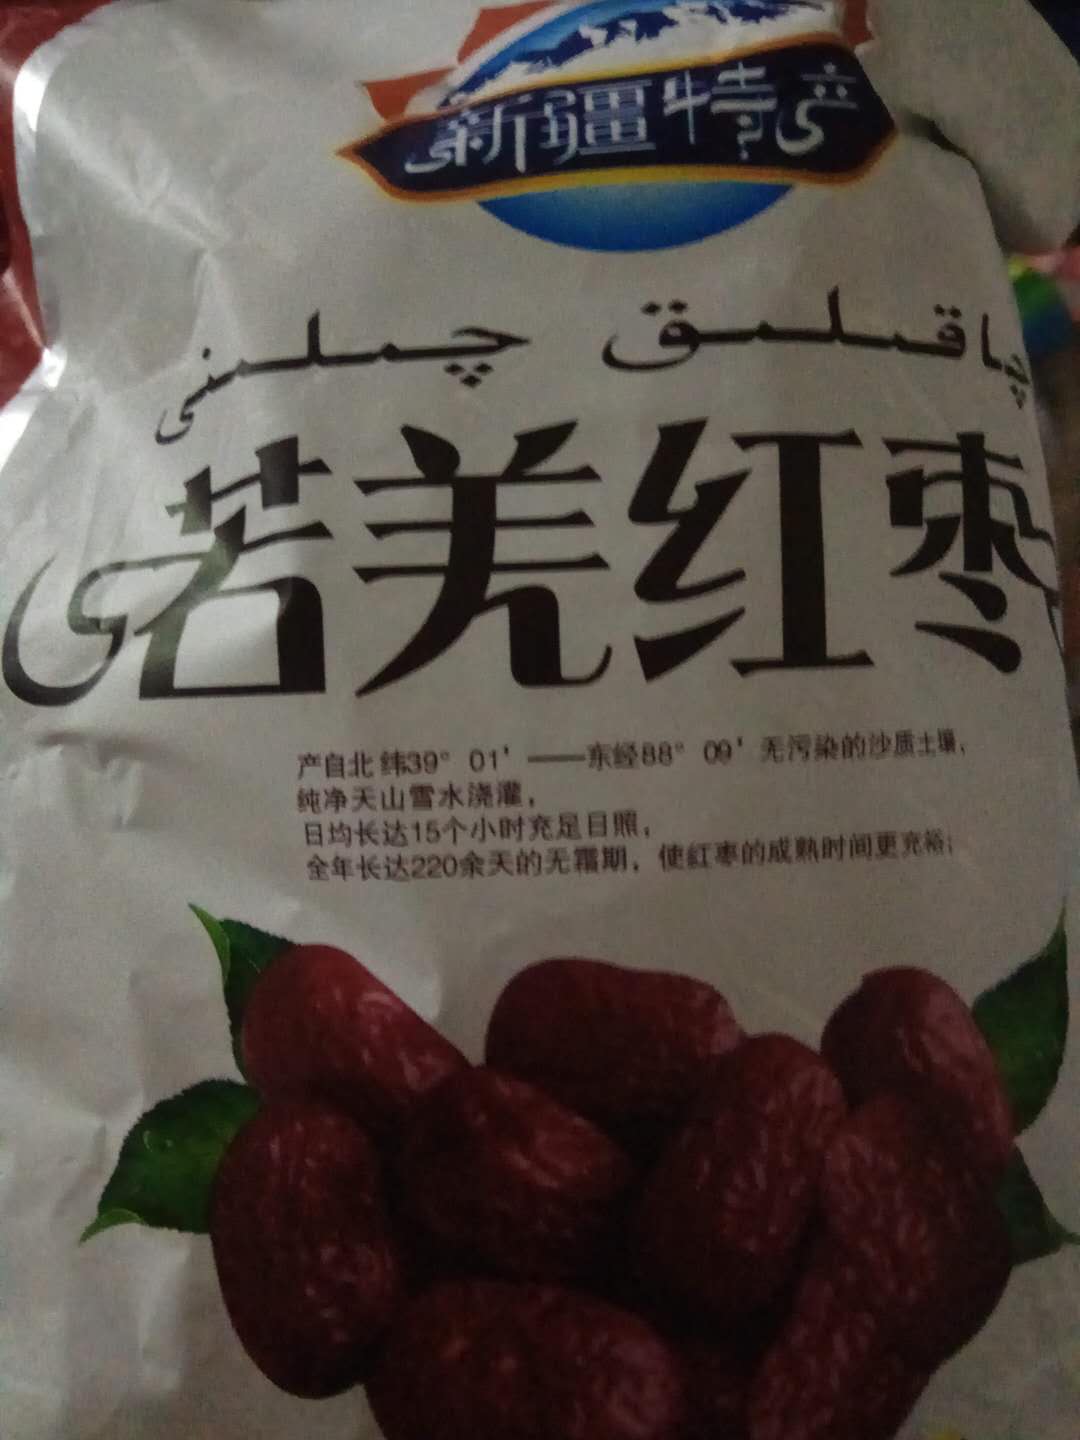 新疆特产
چاقىلىق چىلىنى
若羌红枣
产自北纬39° 01′——东经88° 09′无污染的沙质土壤，
纯净天山雪水浇灌，
日均长达15个小时充足日照，
全年长达220余天的无霜期，使红枣的成熟时间更充裕；